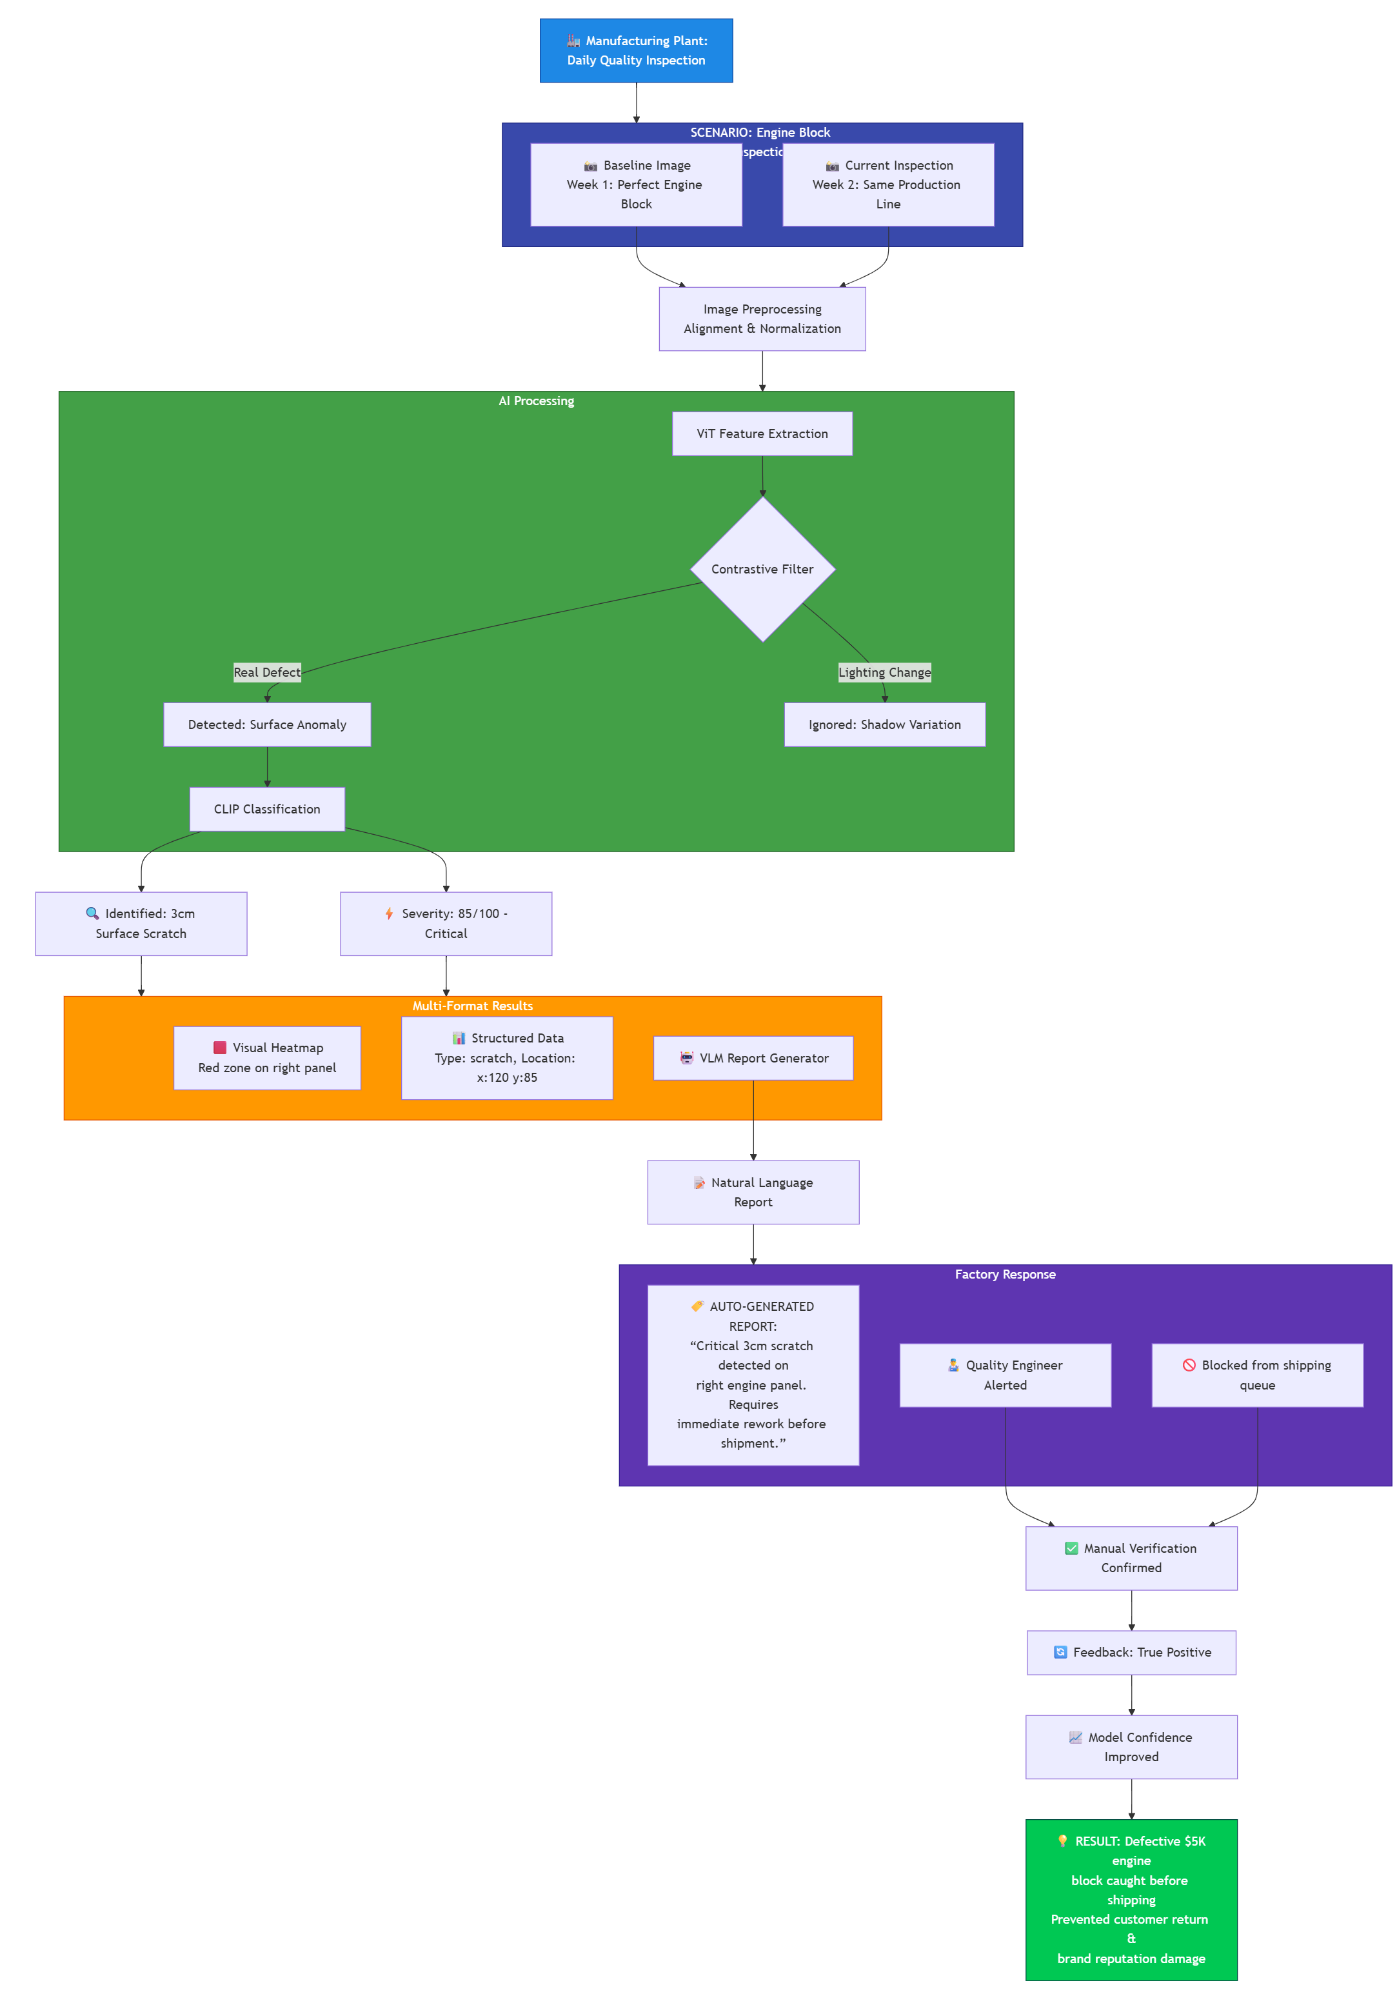 🏭 Manufacturing Plant:
Daily Quality Inspection
SCENARIO: Engine Block
📸 Baseline Image
Week 1: Perfect Engine
Block
📸 Current Inspection
Week 2: Same Production
Line
Image Preprocessing
Alignment & Normalization
AI Processing
ViT Feature Extraction
Contrastive Filter
Real Defect
Lighting Change
Detected: Surface Anomaly
Ignored: Shadow Variation
CLIP Classification
🔍 Identified: 3cm
Surface Scratch
⚡ Severity: 85/100 -
Critical
Multi-Format Results
🟥 Visual Heatmap
Red zone on right panel
📊 Structured Data
Type: scratch, Location:
x:120 y:85
🤖 VLM Report Generator
📝 Natural Language
Report
Factory Response
🏷️ AUTO-GENERATED
REPORT:
“Critical 3cm scratch
detected on
right engine panel.
Requires
immediate rework before
shipment.”
👨‍🔬 Quality Engineer
Alerted
🚫 Blocked from shipping
queue
✅ Manual Verification
Confirmed
🔄 Feedback: True Positive
📈 Model Confidence
Improved
💡 RESULT: Defective $5K
engine
block caught before
shipping
Prevented customer return
&
brand reputation damage